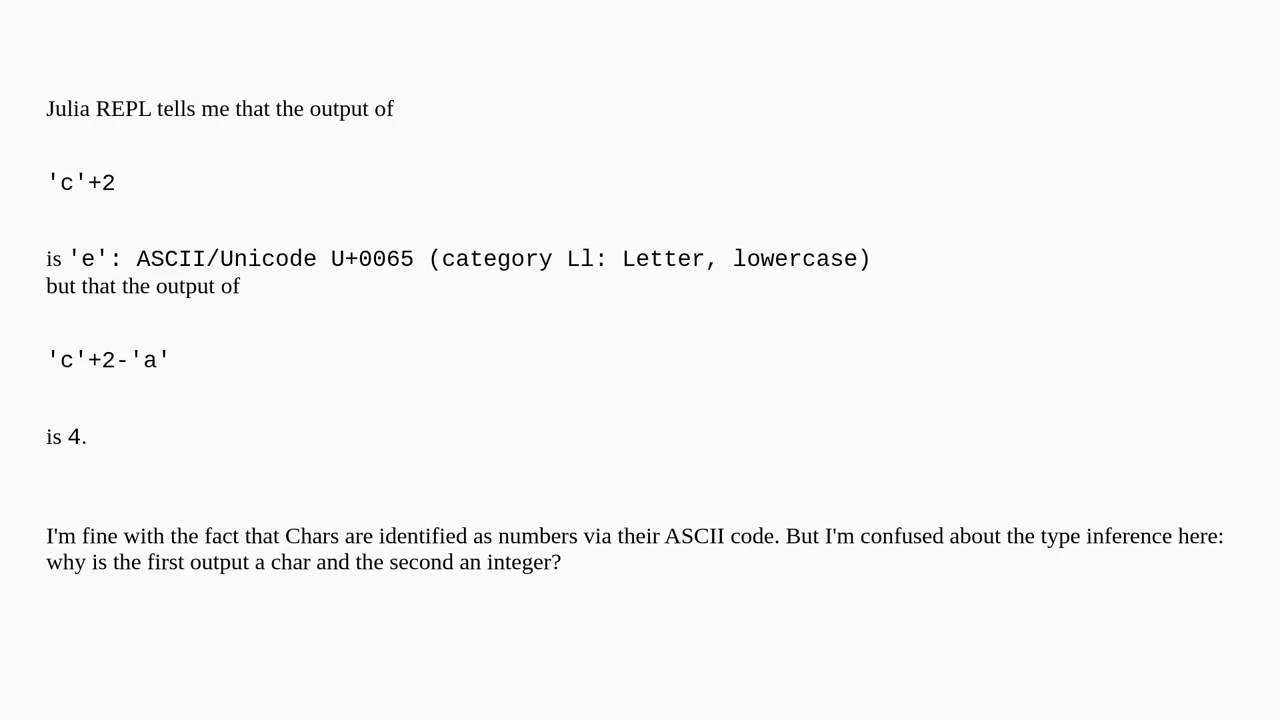 Julia REPL tells me that the output of
'c'+2
is 'e': ASCII/Unicode U+0065 (category Ll: Letter, lowercase)
but that the output of
'c'+2-'a'
is 4.
I'm fine with the fact that Chars are identified as numbers via their ASCII code. But I'm confused about the type inference here:
why is the first output a char and the second an integer?